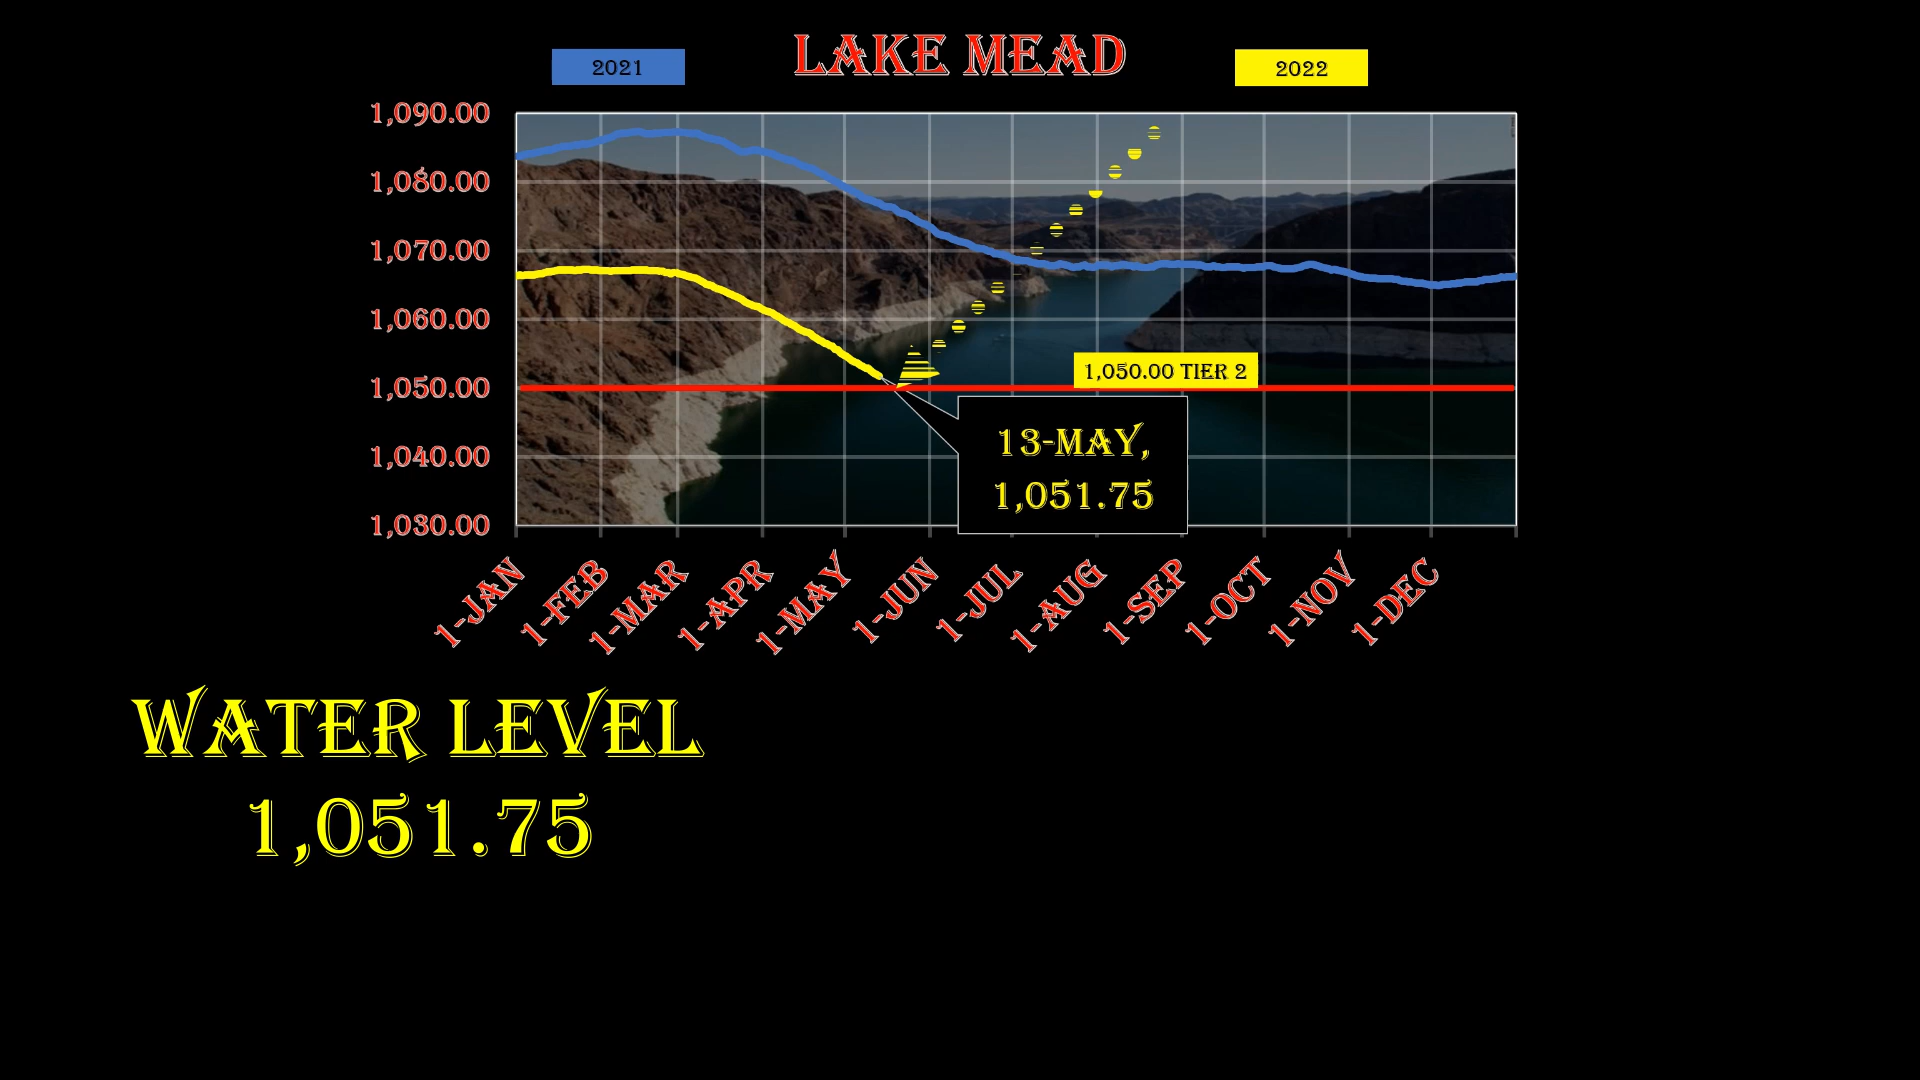 LAKE MEAD
2021
2022
1,090.00
1,080.00
1,070.00
1,060.00
1,050.00
1,040.00
1,030.00
1,050.00 TIER 2
13-MAY,
1,051.75
1-JAN
1-FEB
1-MAR
1-APR
1-MAY
1-JUN
1-JUL
1-AUG
1-SEP
1-OCT
1-NOV
1-DEC
WATER LEVEL
1,051.75